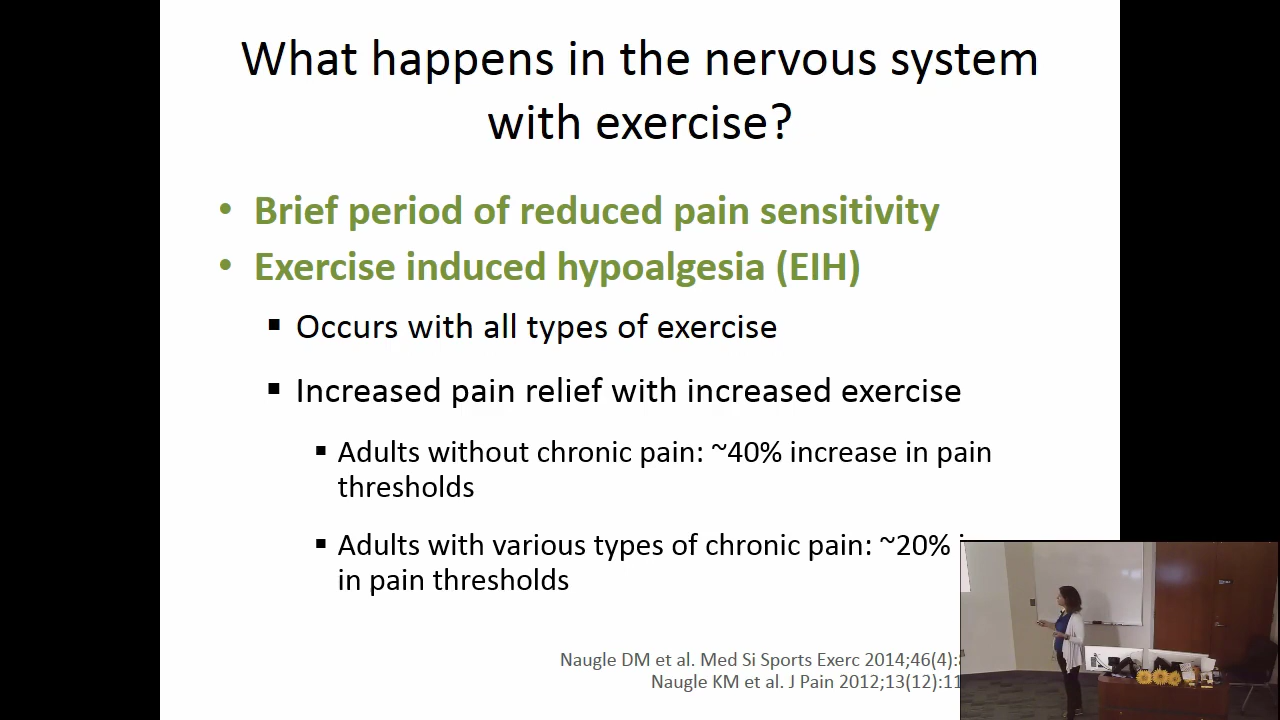 What happens in the nervous system
with exercise?
• Brief period of reduced pain sensitivity
• Exercise induced hypoalgesia (EIH)
▪ Occurs with all types of exercise
▪ Increased pain relief with increased exercise
▪ Adults without chronic pain: ~40% increase in pain
thresholds
▪ Adults with various types of chronic pain: ~20%
in pain thresholds
Naugle DM et al. Med Si Sports Exerc 2014;46(4):
Naugle KM et al. J Pain 2012;13(12):11